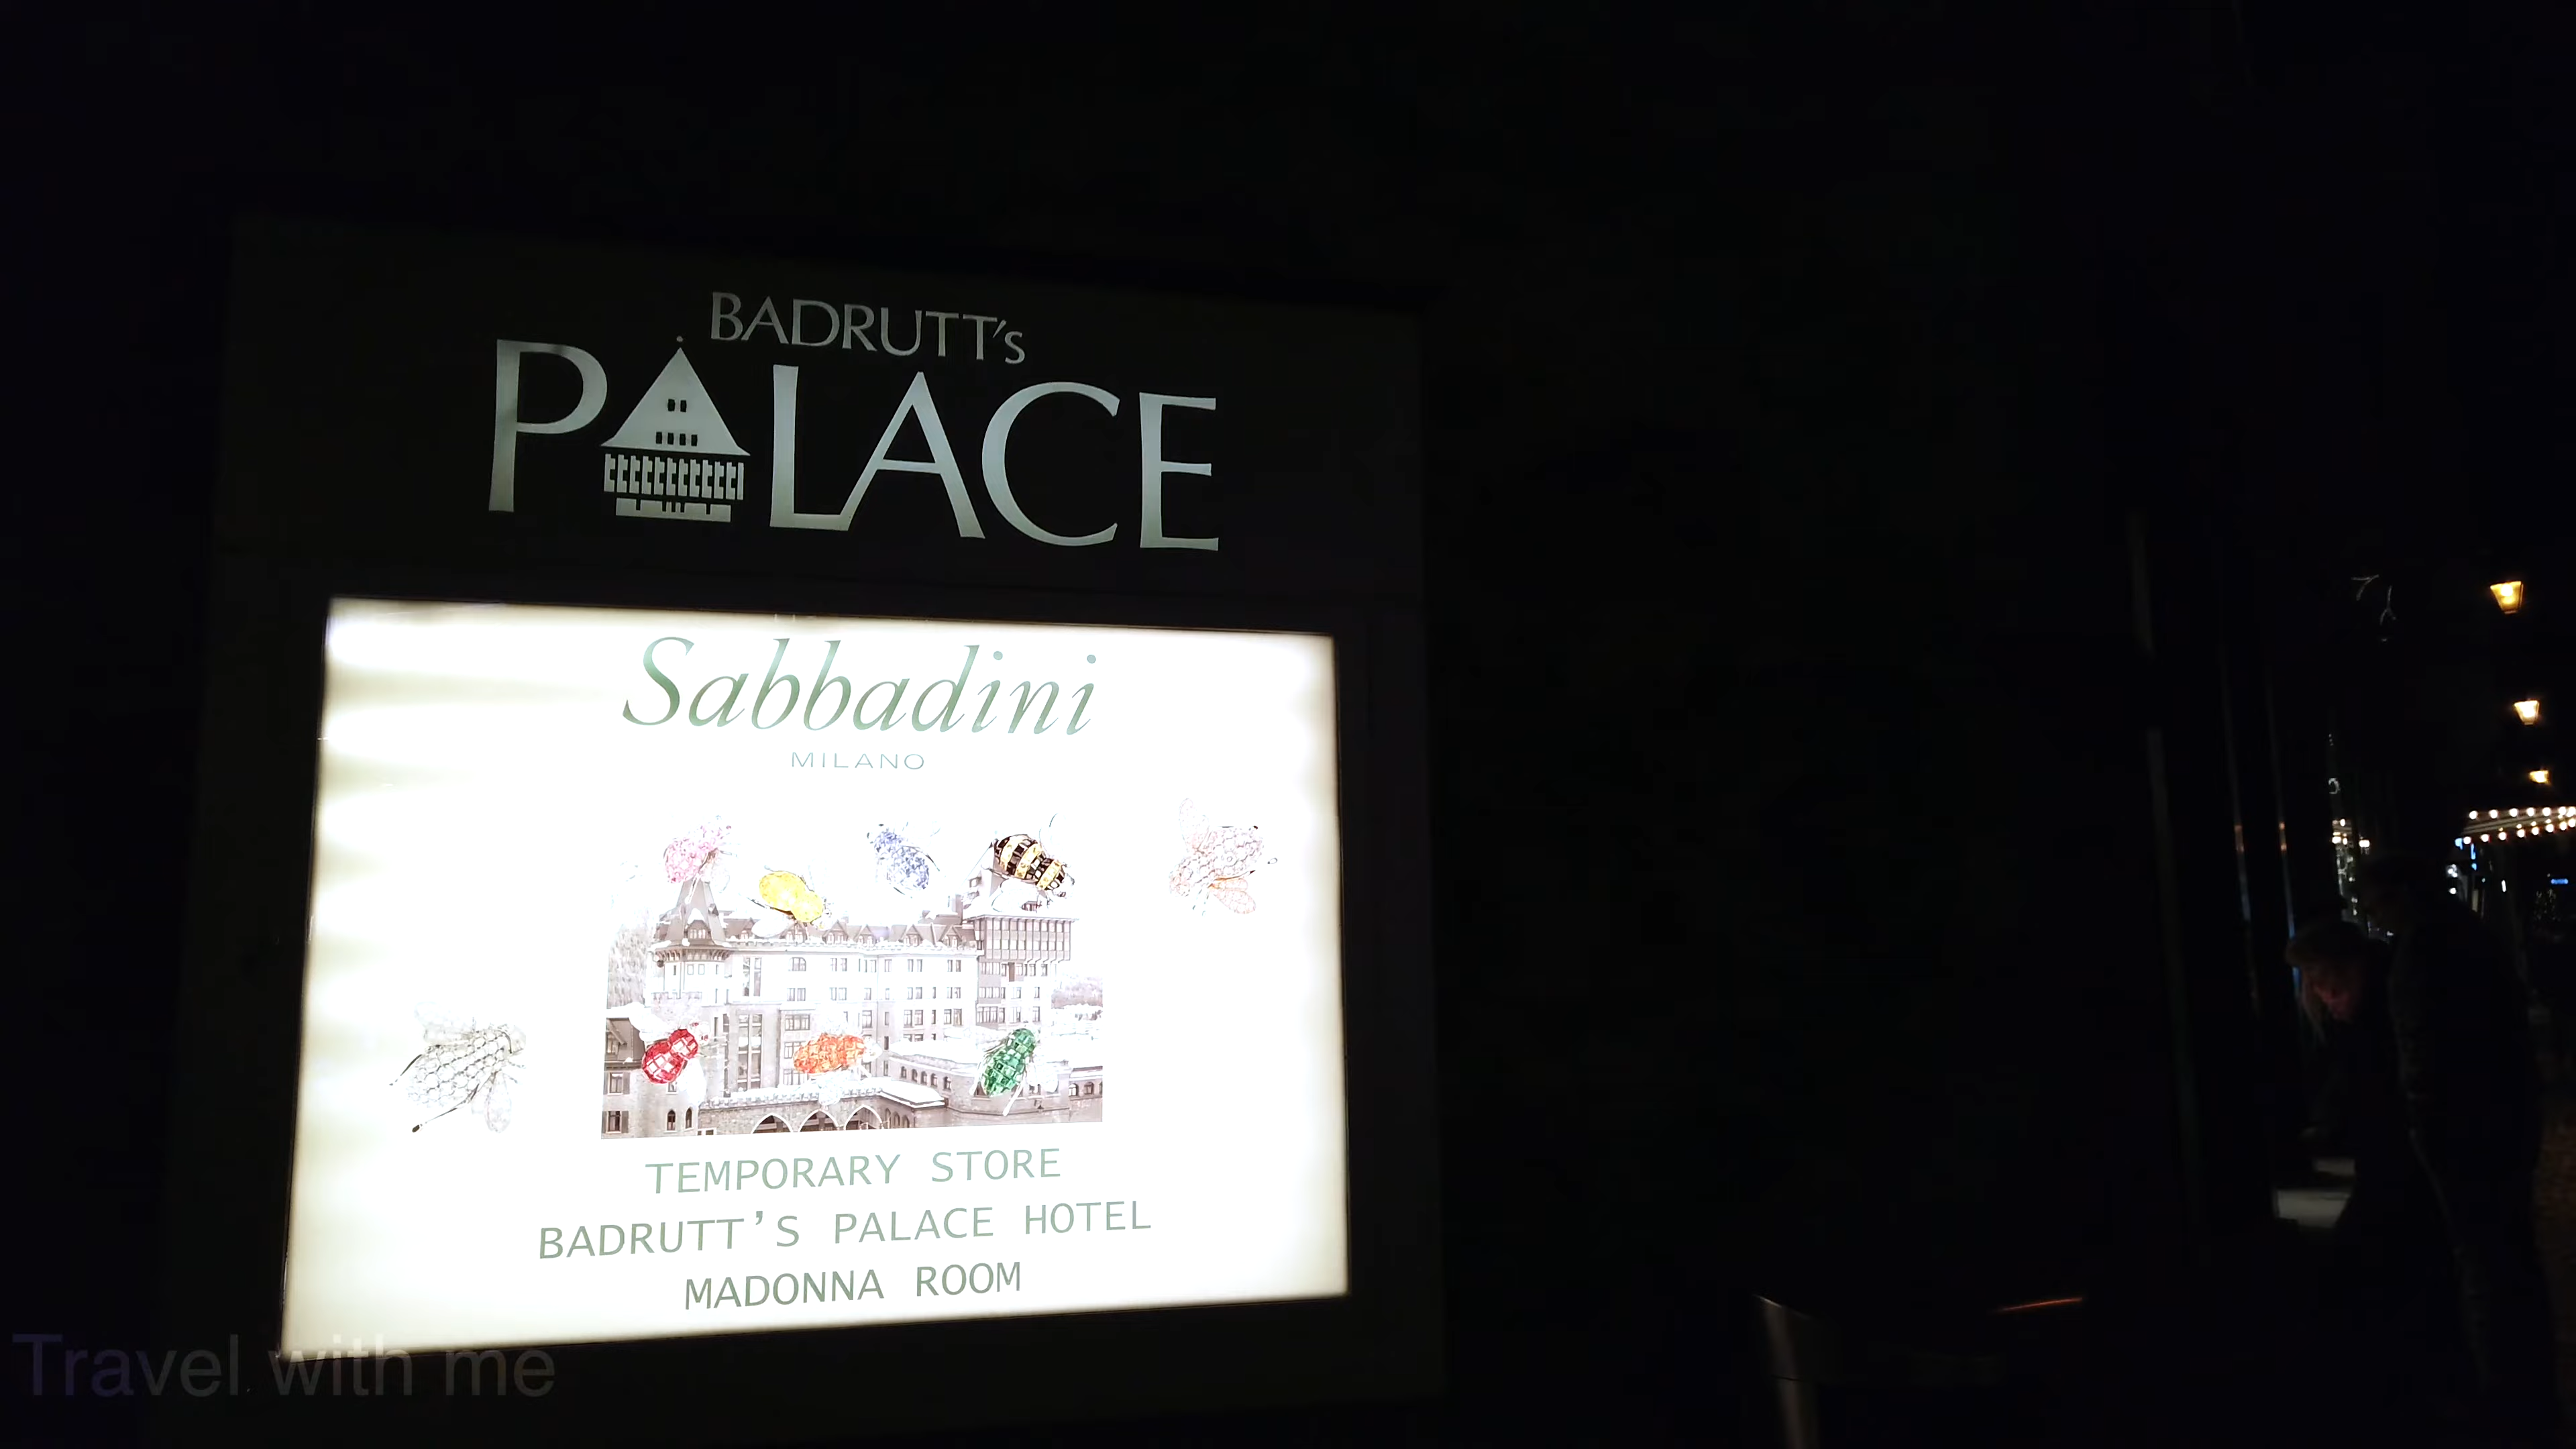 BADRUTT's
PALACE
Sabbadini
MILANO
TEMPORARY STORE
BADRUTT'S PALACE HOTEL
MADONNA ROOM
Travel with me